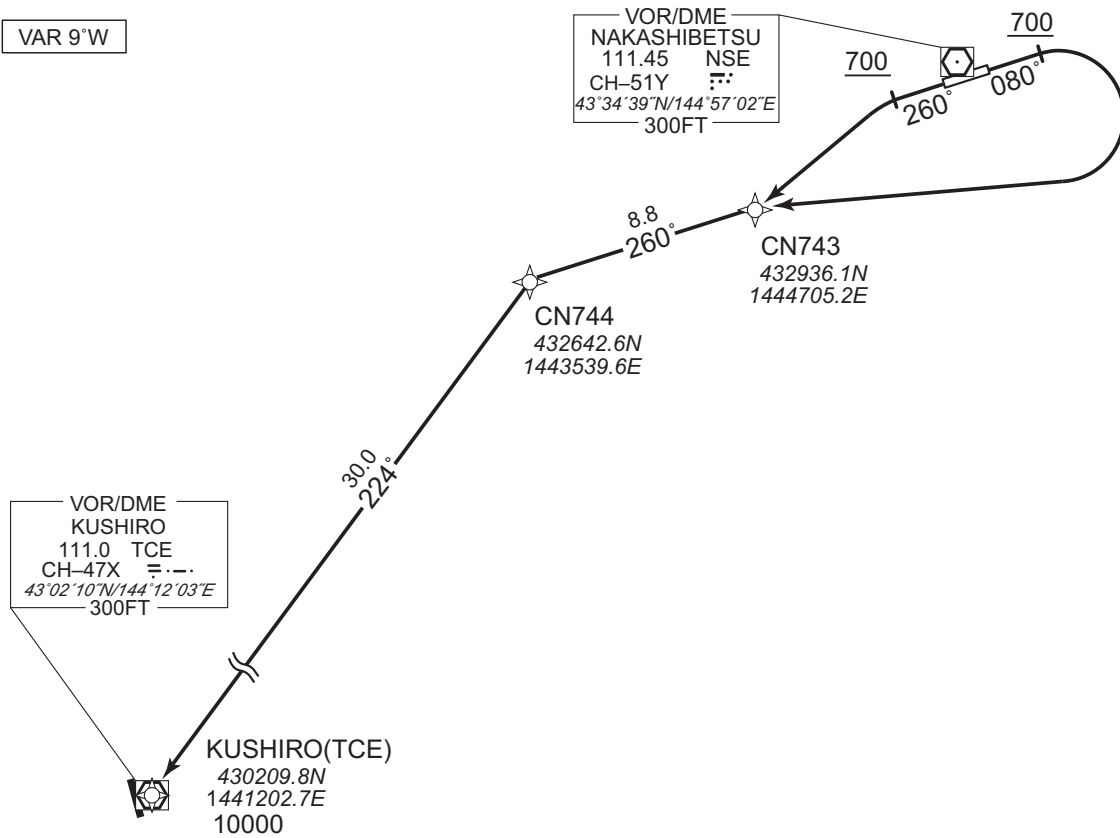 VAR 9°W
VOR/DME
NAKASHIBETSU
111.45 NSE
CH–51Y
43°34´39˝N/144°57´02˝E
300FT
700
700
260°
080°
8.8
260°
CN743
432936.1N
1444705.2E
CN744
432642.6N
1443539.6E
30.0
224°
VOR/DME
KUSHIRO
111.0 TCE
CH–47X
43°02´10˝N/144°12´03˝E
300FT
KUSHIRO(TCE)
430209.8N
1441202.7E
10000